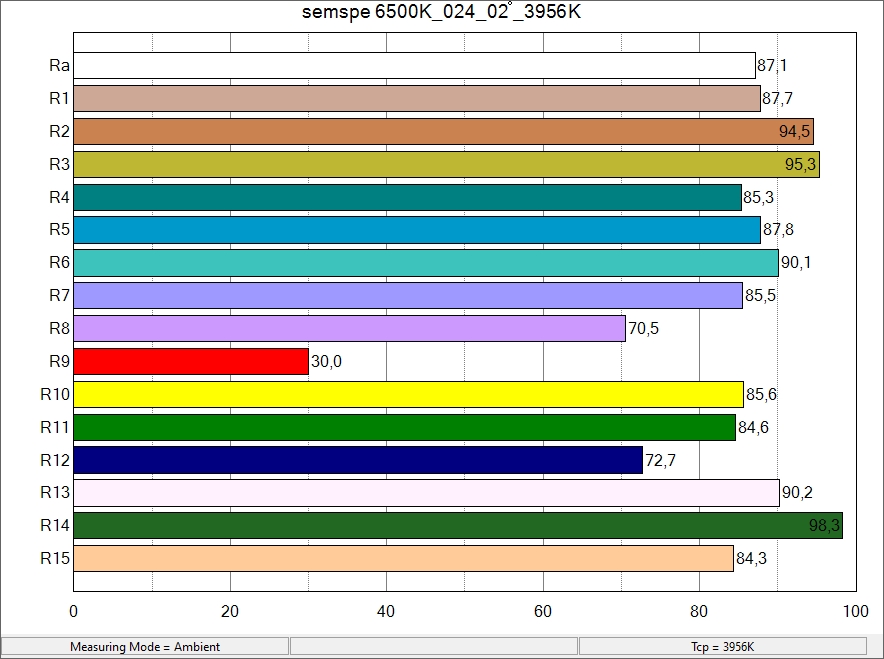 semspe 6500K_024_02°_3956K
Ra 87,1
R1 87,7
R2 94,5
R3 95,3
R4 85,3
R5 87,8
R6 90,1
R7 85,5
R8 70,5
R9 30,0
R10 85,6
R11 84,6
R12 72,7
R13 90,2
R14 98,3
R15 84,3
0 20 40 60 80 100
Measuring Mode = Ambient Tcp = 3956K